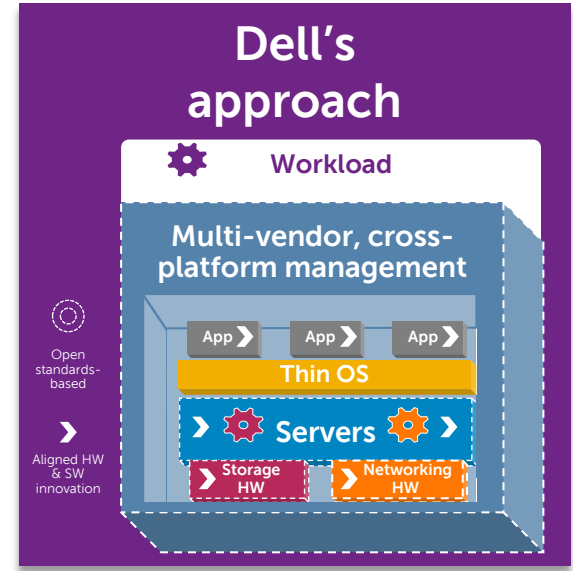 Dell's
approach
Workload
Multi-vendor, cross-
platform management
App
App
App
Thin OS
Servers
Storage
HW
Networking
HW
Open
standards-
based
Aligned HW
& SW
innovation